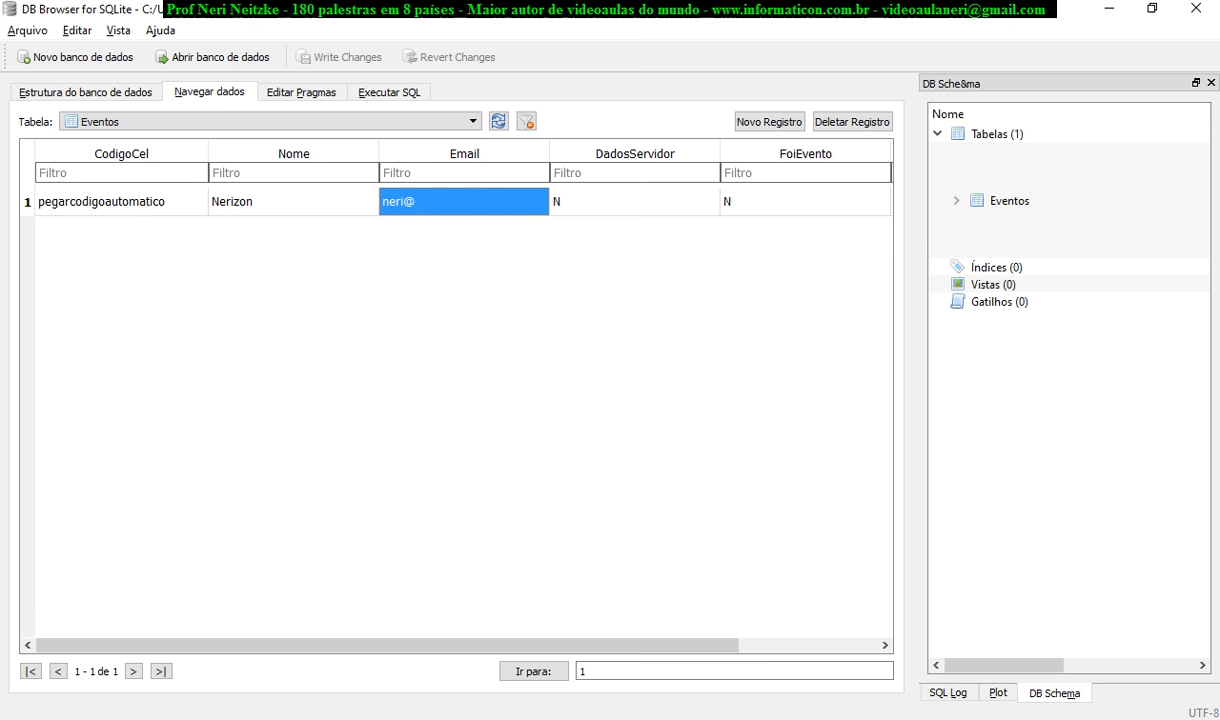 DB Browser for SQLite - C:/U
Prof Neri Neitzke - 180 palestras em 8 países - Maior autor de videoaulas do mundo - www.informaticon.com.br - videoaulaneri@gmail.com
Arquivo Editar Vista Ajuda
Novo banco de dados Abrir banco de dados Write Changes Revert Changes
Estrutura do banco de dados Navegar dados Editar Pragmas Executar SQL
Tabela: Eventos Novo Registro Deletar Registro
CodigoCel Nome Email DadosServidor FoiEvento
Filtro Filtro Filtro Filtro Filtro
1 pegarcodigoautomatico Nerizon neri@ N N
|< < 1 - 1 de 1 > >| Ir para: 1
DB Sche&ma
Nome
Tabelas (1)
Eventos
Índices (0)
Vistas (0)
Gatilhos (0)
SQL Log Plot DB Schema
UTF-8